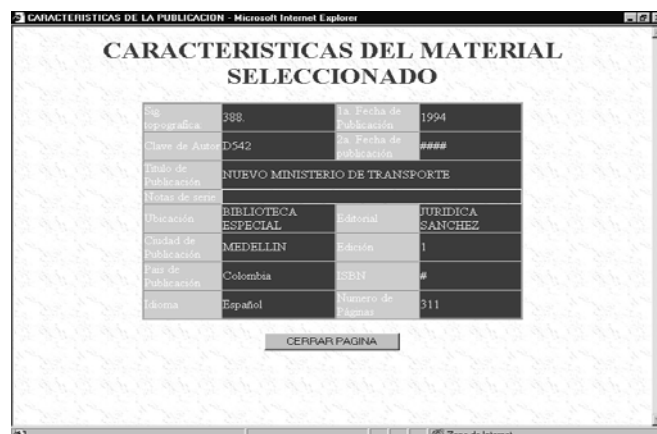 CARACTERISTICAS DE LA PUBLICACION - Microsoft Internet Explorer
CARACTERISTICAS DEL MATERIAL
SELECCIONADO
Sig. topografica 388. 1a. Fecha de Publicación 1994
Clave de Autor D542 2a. Fecha de publicación ####
Titulo de Publicación NUEVO MINISTERIO DE TRANSPORTE
Notas de serie
Ubicación BIBLIOTECA ESPECIAL Editorial JURIDICA SANCHEZ
Ciudad de Publicación MEDELLIN Edición 1
Pais de Publicación Colombia ISBN #
Idioma Español Numero de Páginas 311
CERRAR PAGINA
Zona de Internet